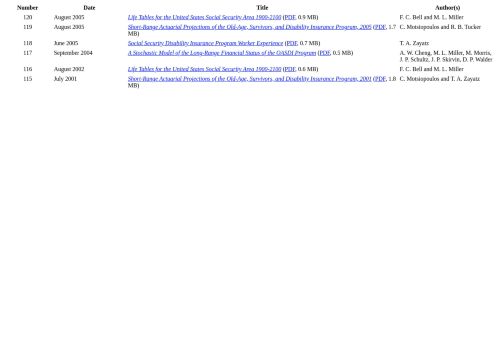 Number Date Title Author(s)
120 August 2005 Life Tables for the United States Social Security Area 1900-2100 (PDF, 0.9 MB) F. C. Bell and M. L. Miller
119 August 2005 Short-Range Actuarial Projections of the Old-Age, Survivors, and Disability Insurance Program, 2005 (PDF, 1.7 C. Motsiopoulos and R. B. Tucker
MB)
118 June 2005 Social Security Disability Insurance Program Worker Experience (PDF, 0.7 MB) T. A. Zayatz
117 September 2004 A Stochastic Model of the Long-Range Financial Status of the OASDI Program (PDF, 0.5 MB) A. W. Cheng, M. L. Miller, M. Morris,
J. P. Schultz, J. P. Skirvin, D. P. Walder
116 August 2002 Life Tables for the United States Social Security Area 1900-2100 (PDF, 0.6 MB) F. C. Bell and M. L. Miller
115 July 2001 Short-Range Actuarial Projections of the Old-Age, Survivors, and Disability Insurance Program, 2001 (PDF, 1.8 C. Motsiopoulos and T. A. Zayatz
MB)